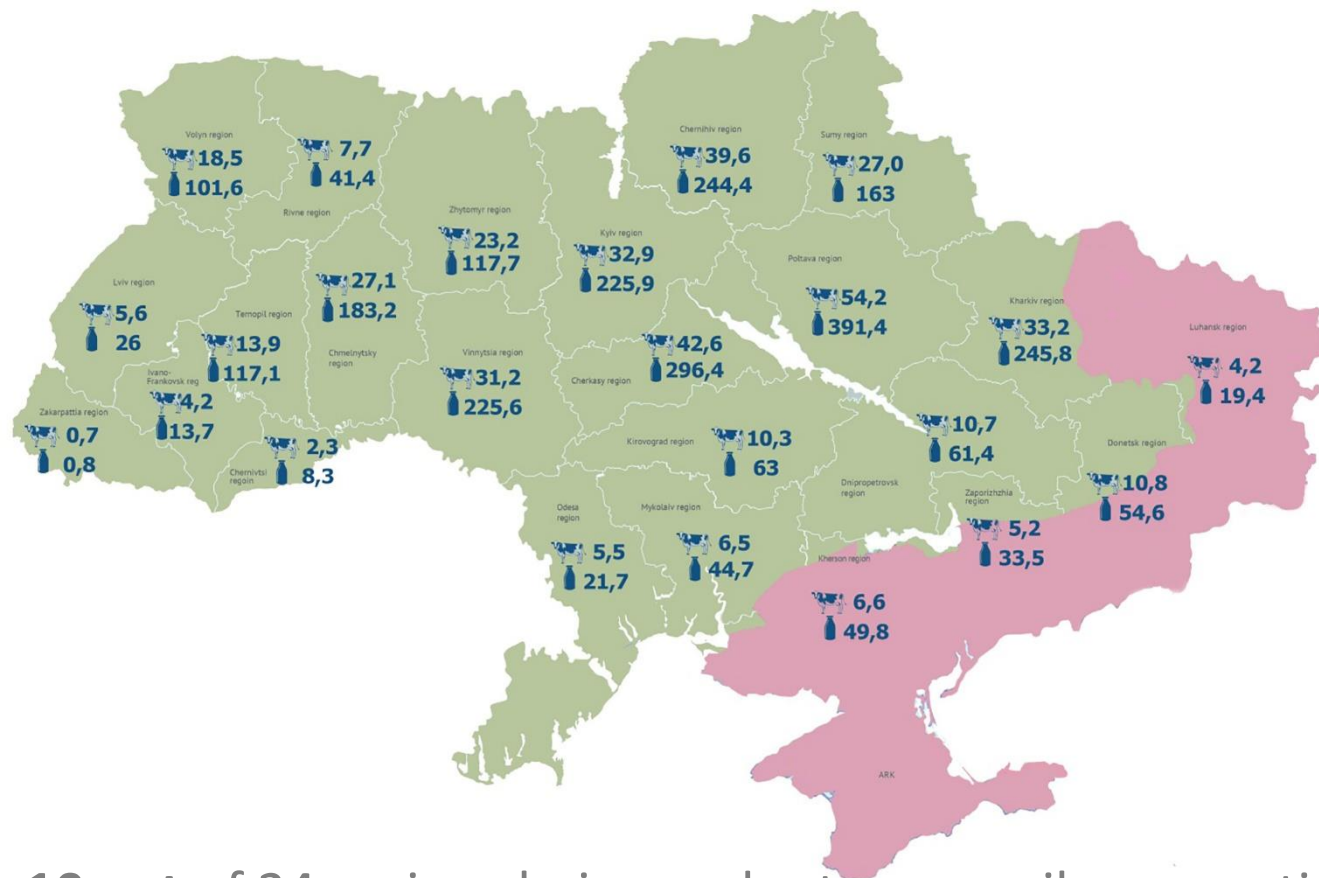 Volyn region
18,5
101,6
7,7
41,4
Rivne region
Zhytomyr region
23,2
117,7
Kyiv region
32,9
225,9
Chernihiv region
39,6
244,4
Sumy region
27,0
163
Lviv region
5,6
26
Ternopil region
13,9
117,1
27,1
183,2
Chmelnytsky
region
Vinnytsia region
31,2
225,6
Cherkasy region
42,6
296,4
Poltava region
54,2
391,4
Kharkiv region
33,2
245,8
Luhansk region
4,2
19,4
Ivano-
Frankovsk reg
4,2
13,7
Zakarpattia region
0,7
0,8
Chernivtsi
regoin
2,3
8,3
Kirovograd region
10,3
63
Dnipropetrovsk
region
10,7
61,4
Donetsk region
10,8
54,6
Zaporizhzhia
region
5,2
33,5
Odesa
region
5,5
21,7
Mykolaiv region
6,5
44,7
Kherson region
6,6
49,8
ARK